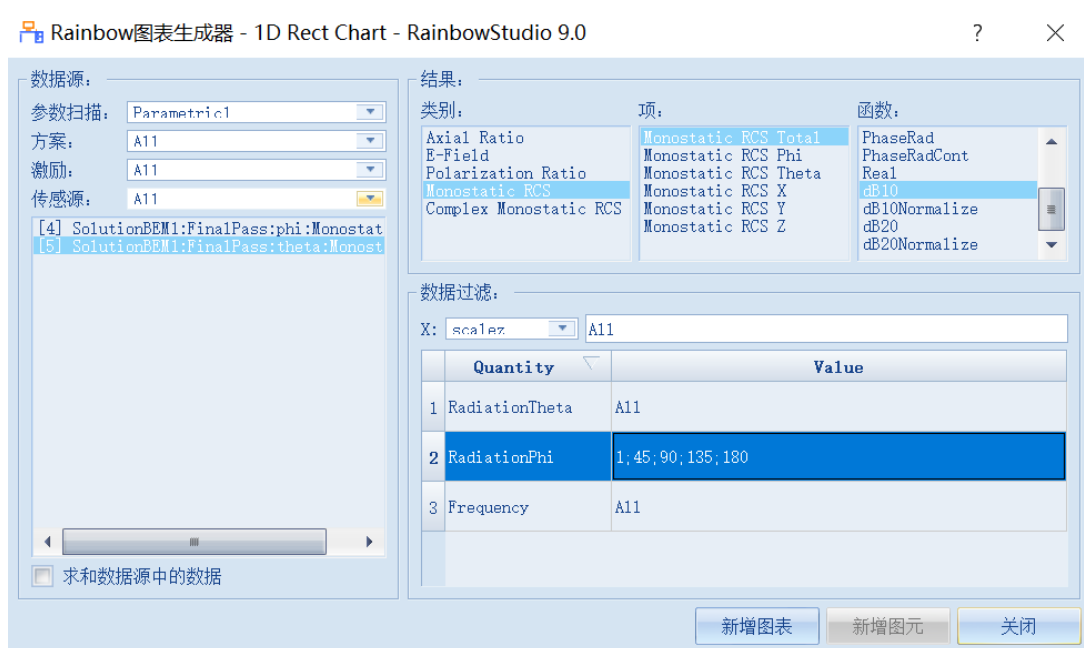 Rainbow图表生成器 - 1D Rect Chart - RainbowStudio 9.0
?
数据源:
参数扫描: Parametric1
方案: All
激励: All
传感源: All
[4] SolutionBEM1:FinalPass:phi:Monostat
[5] SolutionBEM1:FinalPass:theta:Monost
求和数据源中的数据
结果:
类别:
Axial Ratio
E-Field
Polarization Ratio
Monostatic RCS
Complex Monostatic RCS
项:
Monostatic RCS Total
Monostatic RCS Phi
Monostatic RCS Theta
Monostatic RCS X
Monostatic RCS Y
Monostatic RCS Z
函数:
PhaseRad
PhaseRadCont
Real
dB10
dB10Normalize
dB20
dB20Normalize
数据过滤:
X: scalez All
Quantity Value
1 RadiationTheta All
2 RadiationPhi 1;45;90;135;180
3 Frequency All
新增图表 新增图元 关闭